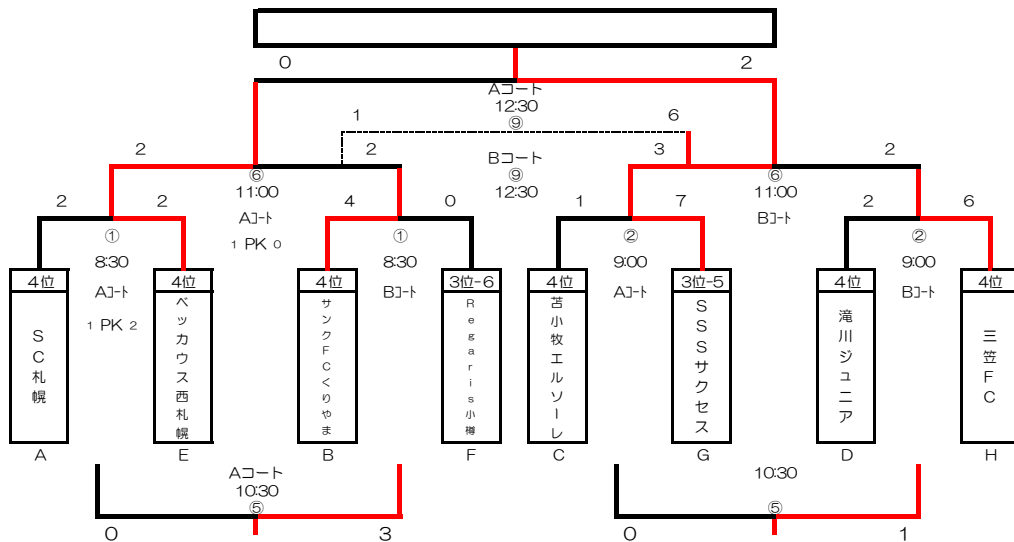 0 2
Aコート
12:30
⑨
1 6
2 2 3 2
Bコート
⑨
12:30
⑥
11:00
Aコート
1 PK 0
⑥
11:00
Bコート
2 2 4 0 1 7 2 6
① ① ② ②
8:30 8:30 9:00 9:00
Aコート Bコート Aコート Bコート
1 PK 2
4位 4位 4位 3位-6 4位 3位-5 4位 4位
SC札幌
ベッカウス西札幌
サンクFCくりやま
Regaris小樽
苫小牧エルソーレ
SSSサクセス
滝川ジュニア
三笠FC
A E B F C G D H
Aコート
10:30
⑤
10:30
⑤
0 3 0 1